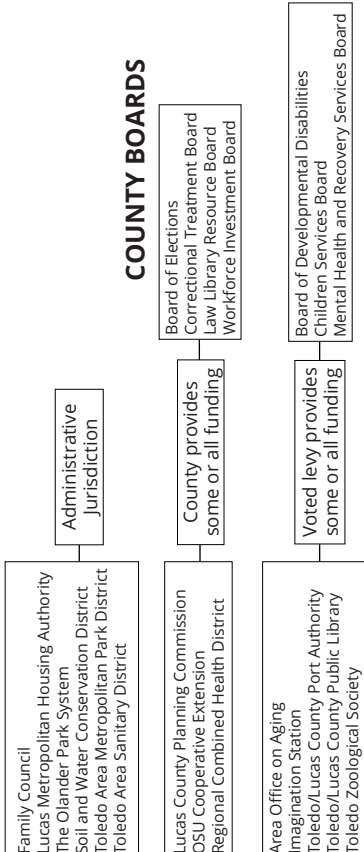 Family Council
Lucas Metropolitan Housing Authority
The Olander Park System
Soil and Water Conservation District
Toledo Area Metropolitan Park District
Toledo Area Sanitary District
Administrative
Jurisdiction
COUNTY BOARDS
Lucas County Planning Commission
OSU Cooperative Extension
Regional Combined Health District
County provides
some or all funding
Board of Elections
Correctional Treatment Board
Law Library Resource Board
Workforce Investment Board
Area Office on Aging
Imagination Station
Toledo/Lucas County Port Authority
Toledo/Lucas County Public Library
Toledo Zoological Society
Voted levy provides
some or all funding
Board of Developmental Disabilities
Children Services Board
Mental Health and Recovery Services Board